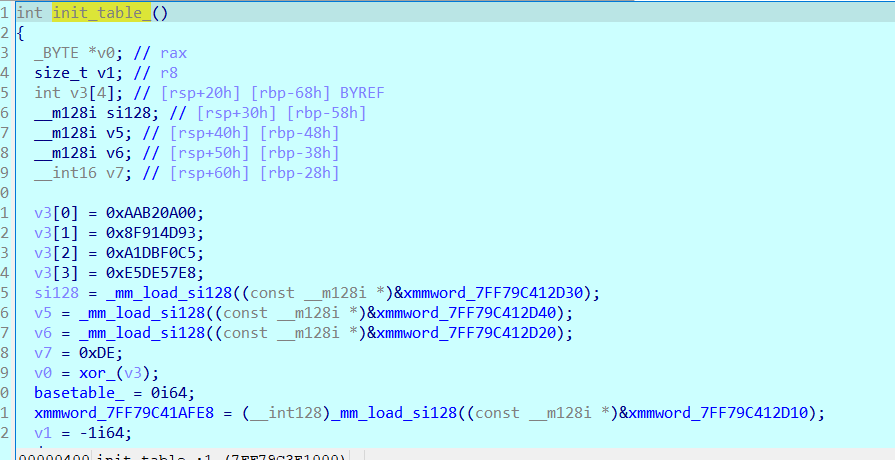 1 int init_table_()
2 {
3 _BYTE *v0; // rax
4 size_t v1; // r8
5 int v3[4]; // [rsp+20h] [rbp-68h] BYREF
6 __m128i si128; // [rsp+30h] [rbp-58h]
7 __m128i v5; // [rsp+40h] [rbp-48h]
8 __m128i v6; // [rsp+50h] [rbp-38h]
9 __int16 v7; // [rsp+60h] [rbp-28h]
0
1 v3[0] = 0xAAB20A00;
2 v3[1] = 0x8F914D93;
3 v3[2] = 0xA1DBF0C5;
4 v3[3] = 0xE5DE57E8;
5 si128 = _mm_load_si128((const __m128i *)&xmmword_7FF79C412D30);
6 v5 = _mm_load_si128((const __m128i *)&xmmword_7FF79C412D40);
7 v6 = _mm_load_si128((const __m128i *)&xmmword_7FF79C412D20);
8 v7 = 0xDE;
9 v0 = xor_(v3);
0 basetable_ = 0i64;
1 xmmword_7FF79C41AFE8 = (__int128)_mm_load_si128((const __m128i *)&xmmword_7FF79C412D10);
2 v1 = -1i64;